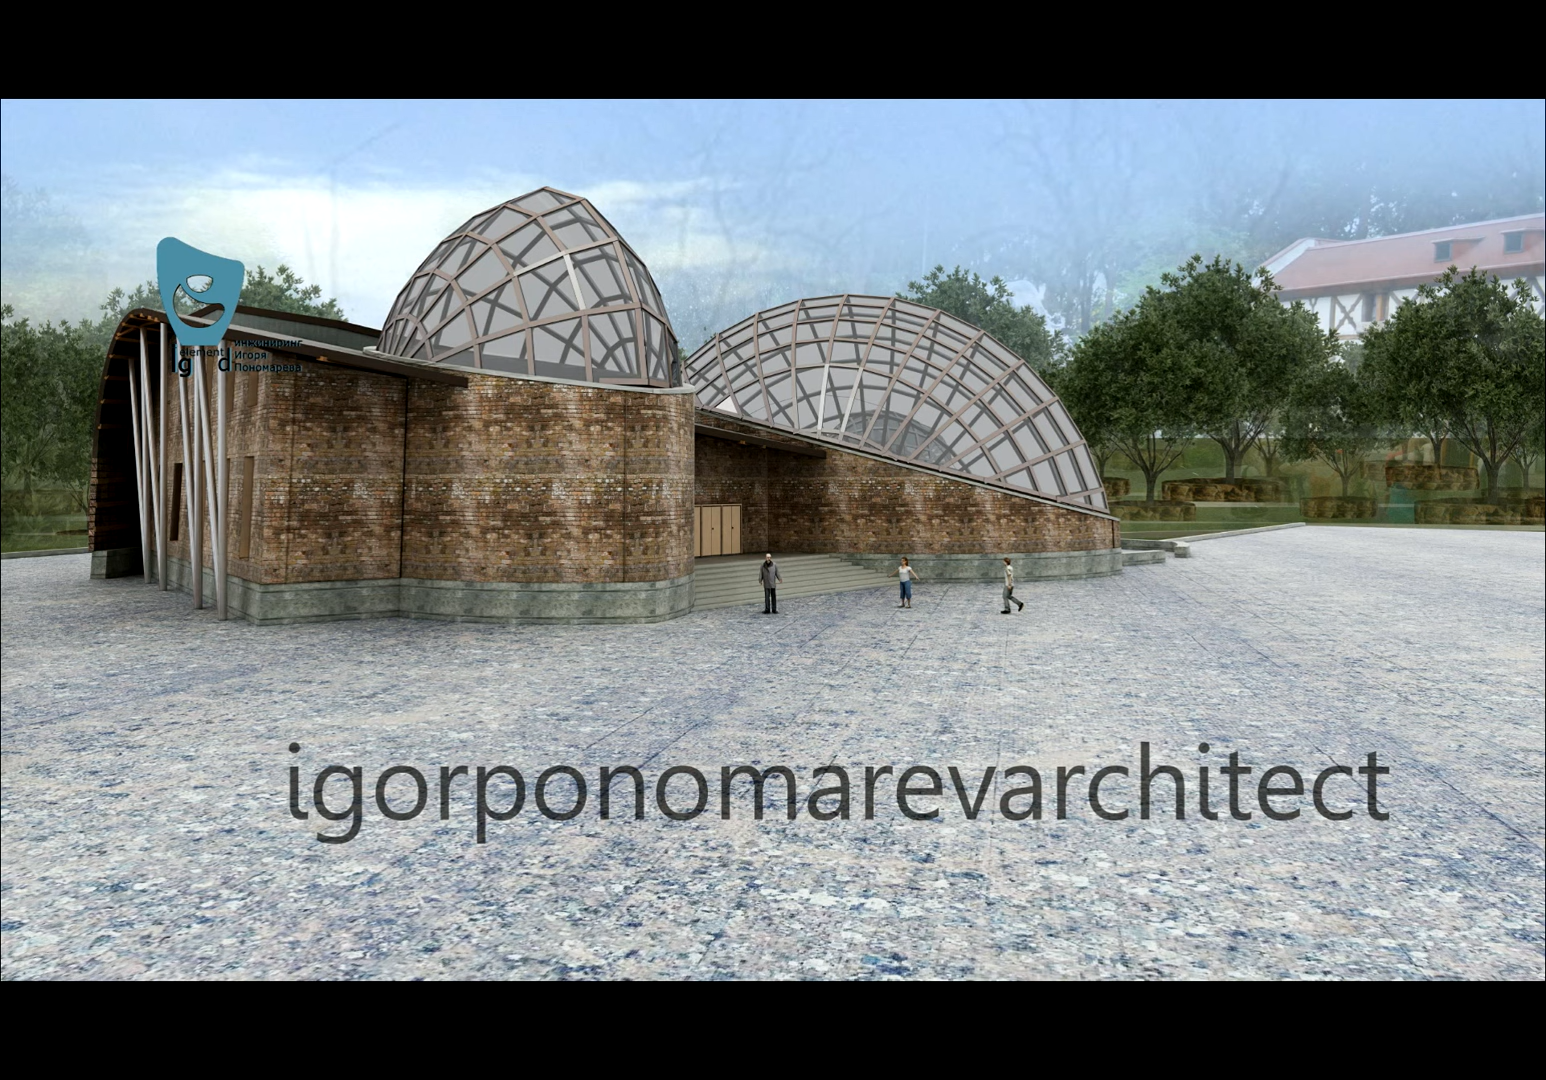 element
ig d
инжиниринг
Игоря
Пономарева
igorponomarevarchitect